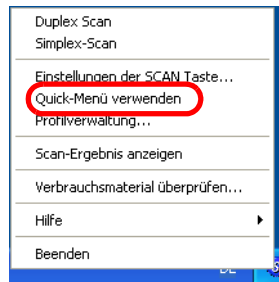 Duplex Scan
Simplex-Scan
Einstellungen der SCAN Taste...
Quick-Menü verwenden
Profilverwaltung...
Scan-Ergebnis anzeigen
Verbrauchsmaterial überprüfen...
Hilfe
Beenden
DE